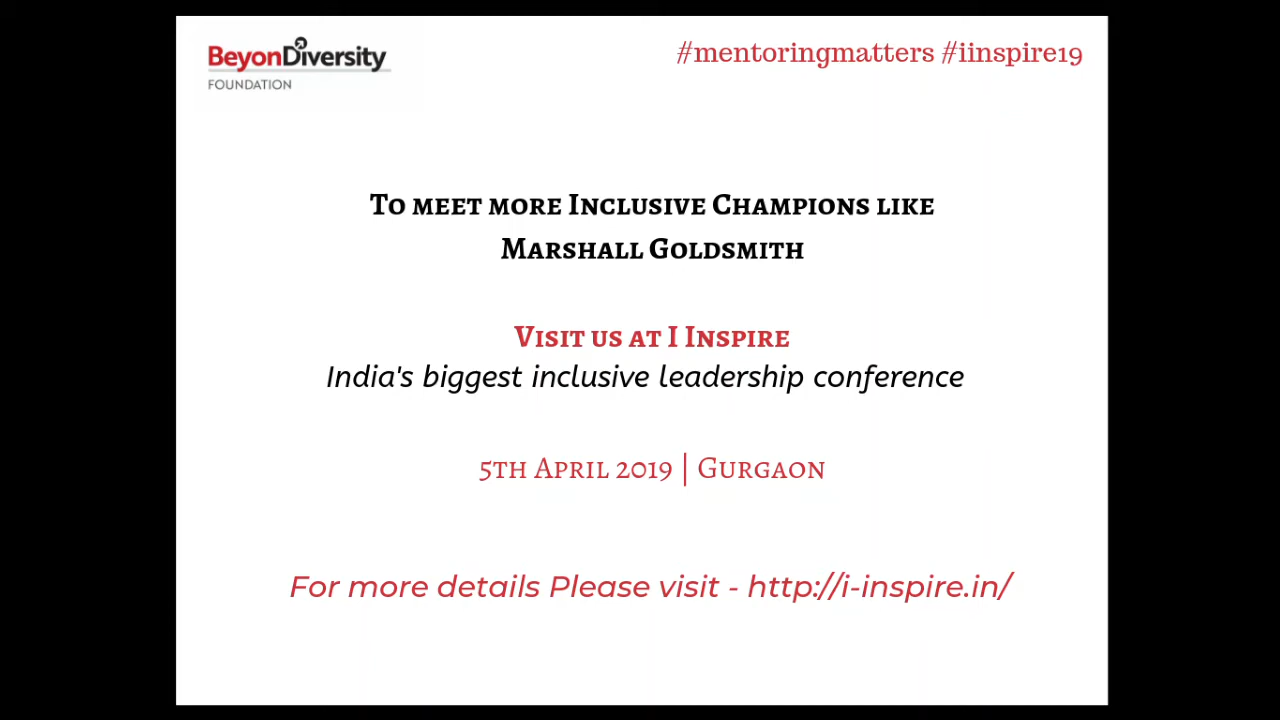 BeyonDiversity
FOUNDATION
#mentoringmatters #iinspire19
To meet more Inclusive Champions like
Marshall Goldsmith
Visit us at I Inspire
India's biggest inclusive leadership conference
5th April 2019 | Gurgaon
For more details Please visit - http://i-inspire.in/